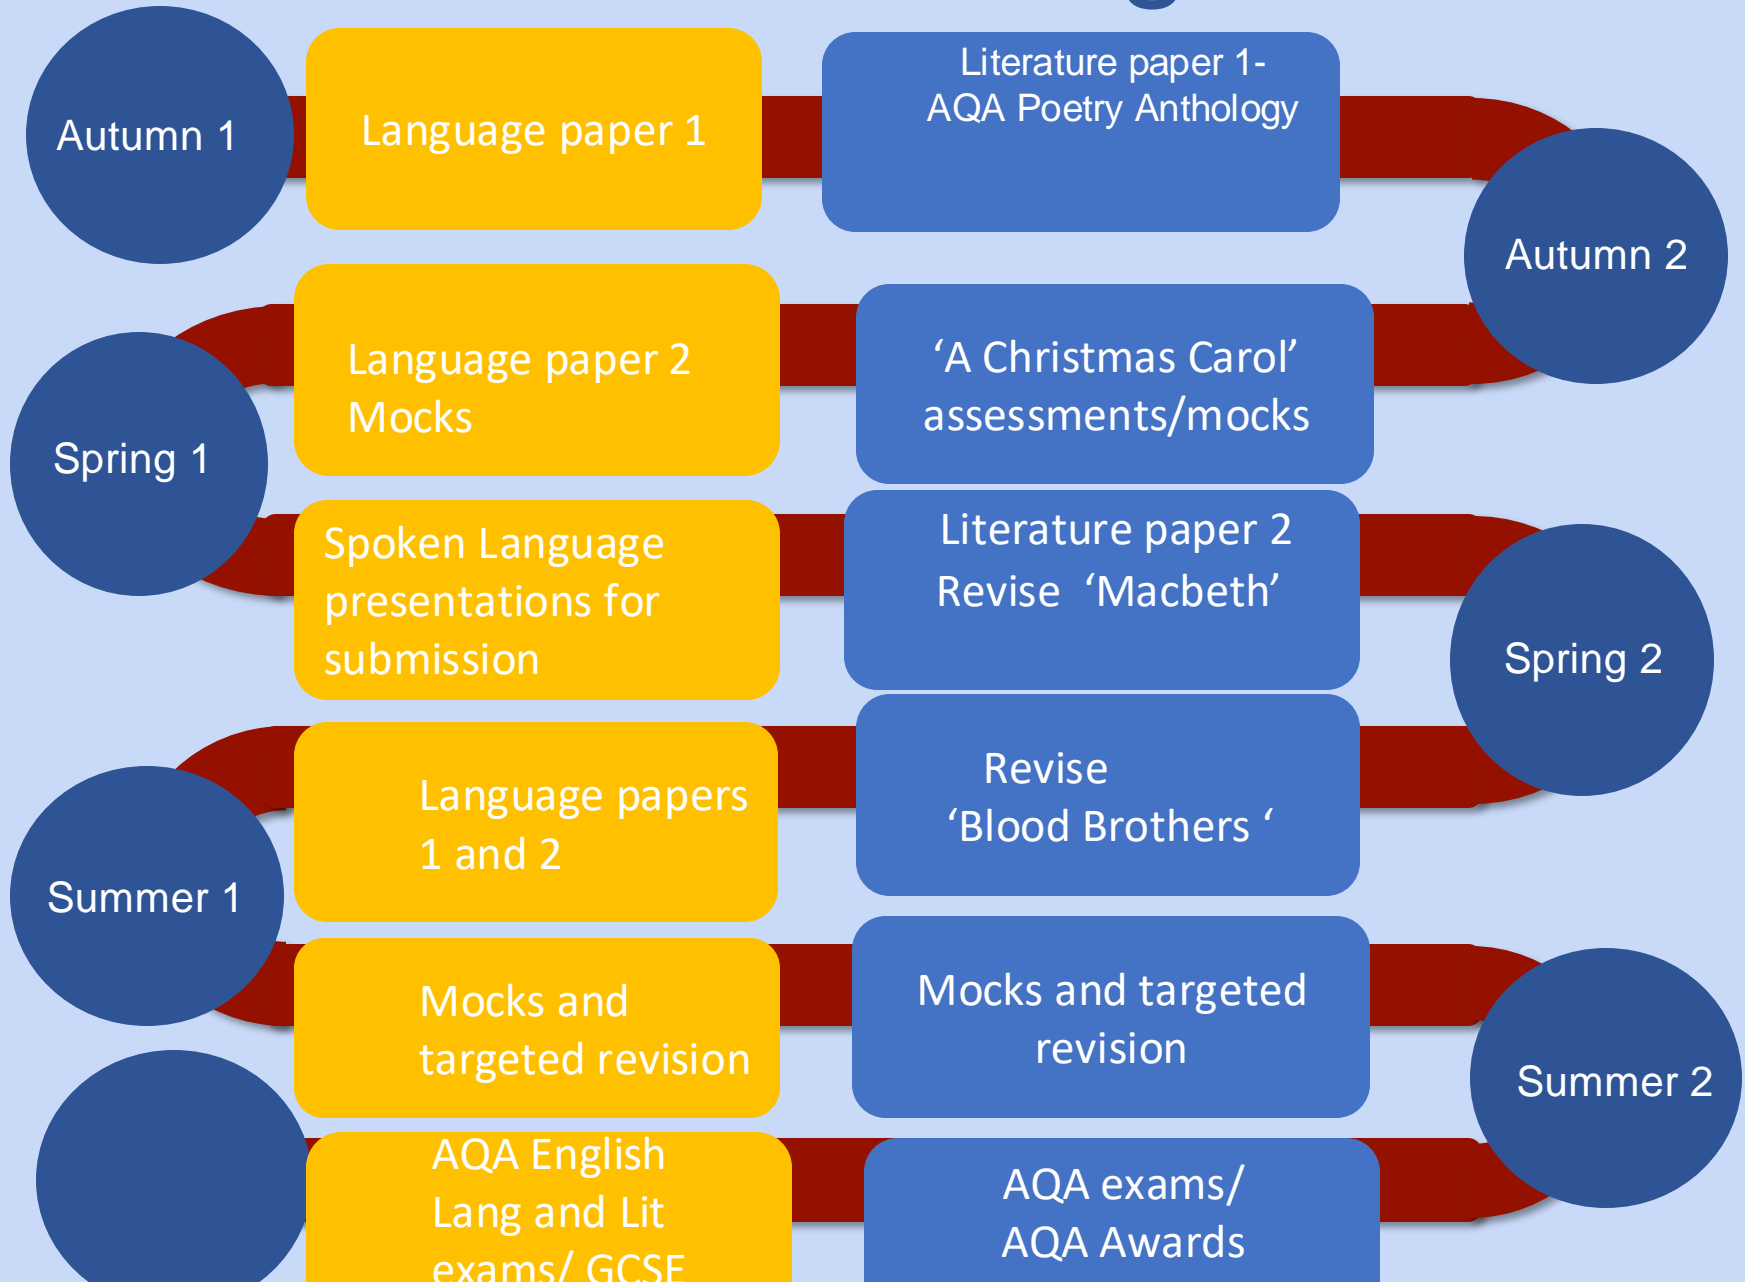 Autumn 1
Language paper 1
Literature paper 1-
AQA Poetry Anthology
Autumn 2
Language paper 2
Mocks
‘A Christmas Carol’
assessments/mocks
Spring 1
Spoken Language
presentations for
submission
Literature paper 2
Revise ‘Macbeth’
Spring 2
Language papers
1 and 2
Revise
‘Blood Brothers ‘
Summer 1
Mocks and
targeted revision
Mocks and targeted
revision
Summer 2
AQA English
Lang and Lit
exams/ GCSE
AQA exams/
AQA Awards